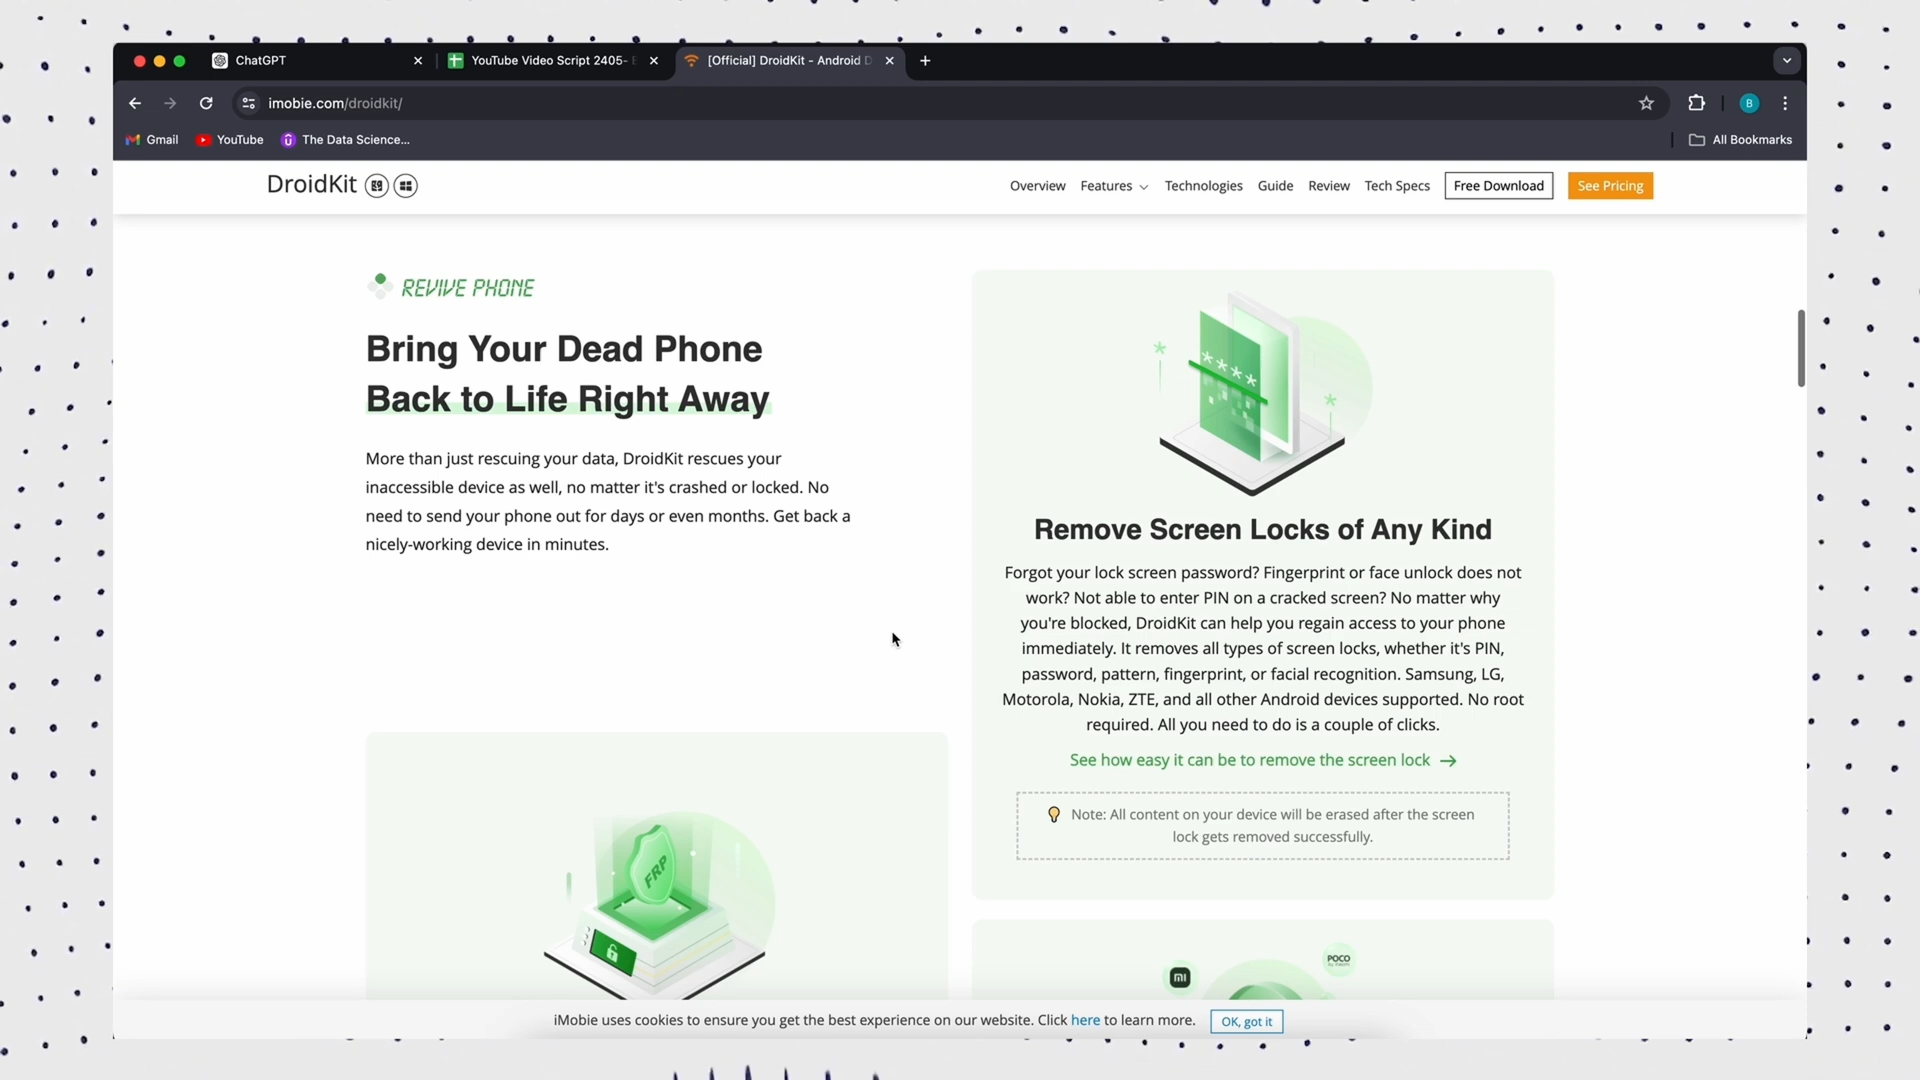 ChatGPT
YouTube Video Script 2405-
[Official] DroidKit - Android D
imobie.com/droidkit/
B
Gmail
YouTube
The Data Science...
All Bookmarks
DroidKit
Overview
Features
Technologies
Guide
Review
Tech Specs
Free Download
See Pricing
REVIVE PHONE
Bring Your Dead Phone
Back to Life Right Away
More than just rescuing your data, DroidKit rescues your
inaccessible device as well, no matter it's crashed or locked. No
need to send your phone out for days or even months. Get back a
nicely-working device in minutes.
****
Remove Screen Locks of Any Kind
Forgot your lock screen password? Fingerprint or face unlock does not
work? Not able to enter PIN on a cracked screen? No matter why
you're blocked, DroidKit can help you regain access to your phone
immediately. It removes all types of screen locks, whether it's PIN,
password, pattern, fingerprint, or facial recognition. Samsung, LG,
Motorola, Nokia, ZTE, and all other Android devices supported. No root
required. All you need to do is a couple of clicks.
See how easy it can be to remove the screen lock →
Note: All content on your device will be erased after the screen
lock gets removed successfully.
FRP
mi
POCO
iMobie uses cookies to ensure you get the best experience on our website. Click here to learn more.
OK, got it